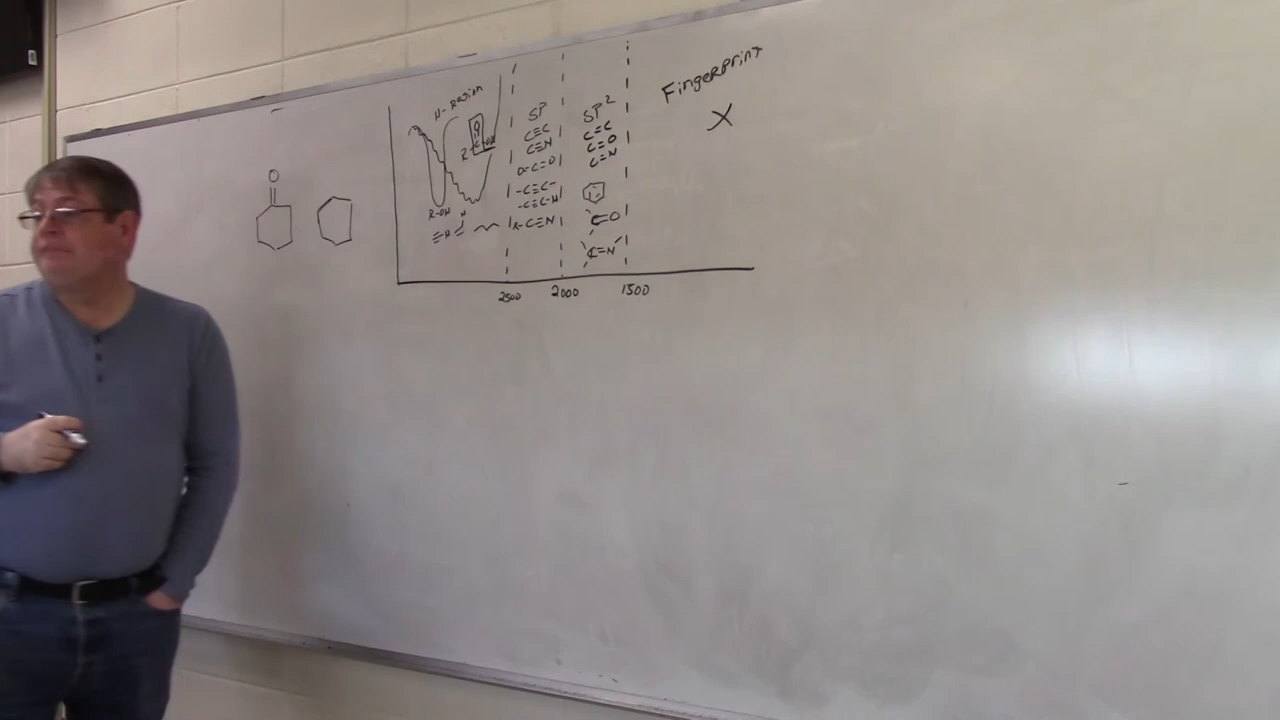 Fingerprint
X
H-Region
SP
SP²
C≡C
C≡N
O=C=O
-C≡C-
-C≡C-H
R-C≡N
C=C
C=O
C=N
C=O
C=N
O
R-OH
≡H
H
2500
2000
1500